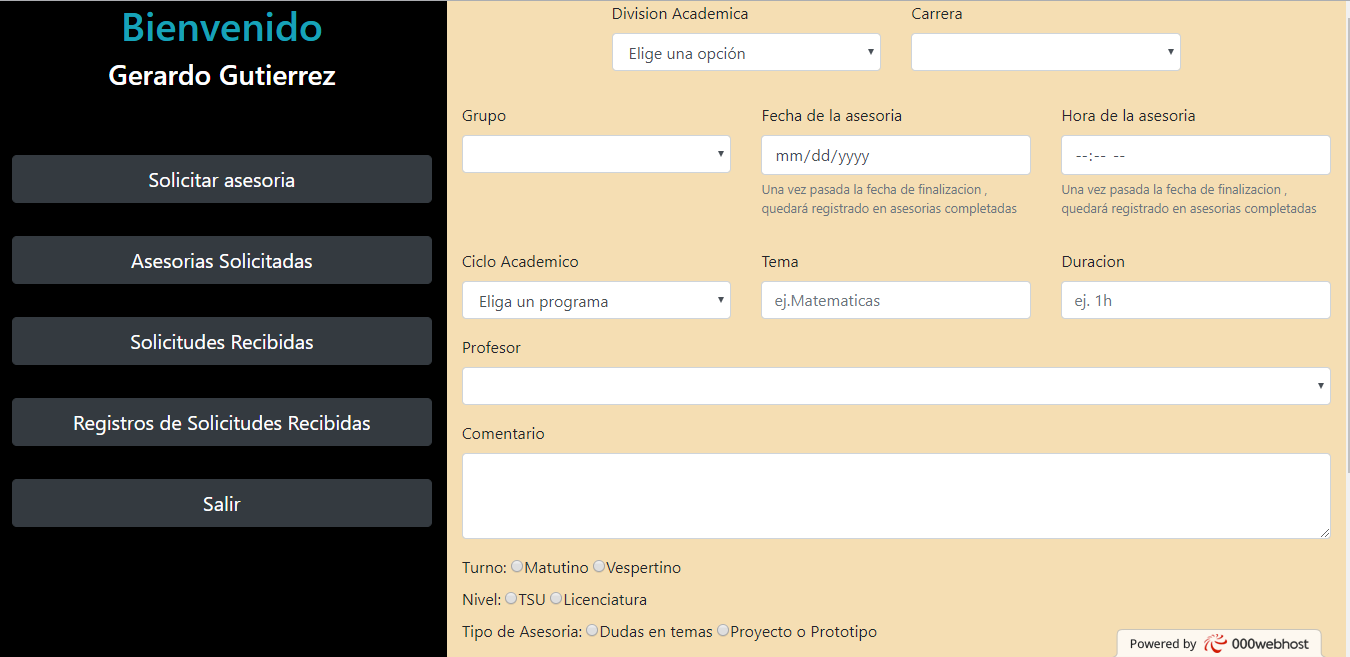 Bienvenido
Gerardo Gutierrez
Solicitar asesoria
Asesorias Solicitadas
Solicitudes Recibidas
Registros de Solicitudes Recibidas
Salir
Division Academica
Carrera
Elige una opción
Grupo
Fecha de la asesoria
Hora de la asesoria
mm/dd/yyyy
--:-- --
Una vez pasada la fecha de finalizacion ,
quedará registrado en asesorias completadas
Una vez pasada la fecha de finalizacion ,
quedará registrado en asesorias completadas
Ciclo Academico
Tema
Duracion
Eliga un programa
ej.Matematicas
ej. 1h
Profesor
Comentario
Turno: Matutino Vespertino
Nivel: TSU Licenciatura
Tipo de Asesoria: Dudas en temas Proyecto o Prototipo
Powered by 000webhost